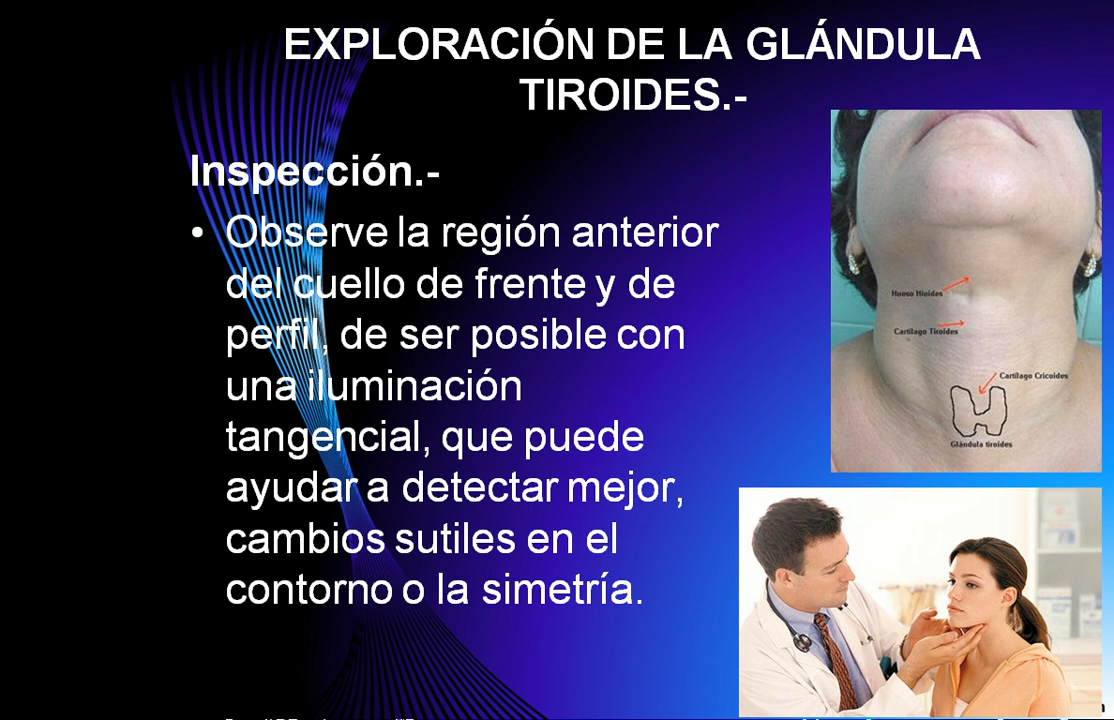 EXPLORACIÓN DE LA GLÁNDULA
TIROIDES.-
Inspección.-
• Observe la región anterior
del cuello de frente y de
perfil, de ser posible con
una iluminación
tangencial, que puede
ayudar a detectar mejor,
cambios sutiles en el
contorno o la simetría.
Hueso Hioides
Cartílago Tiroides
Cartílago Cricoides
Glándula tiroides